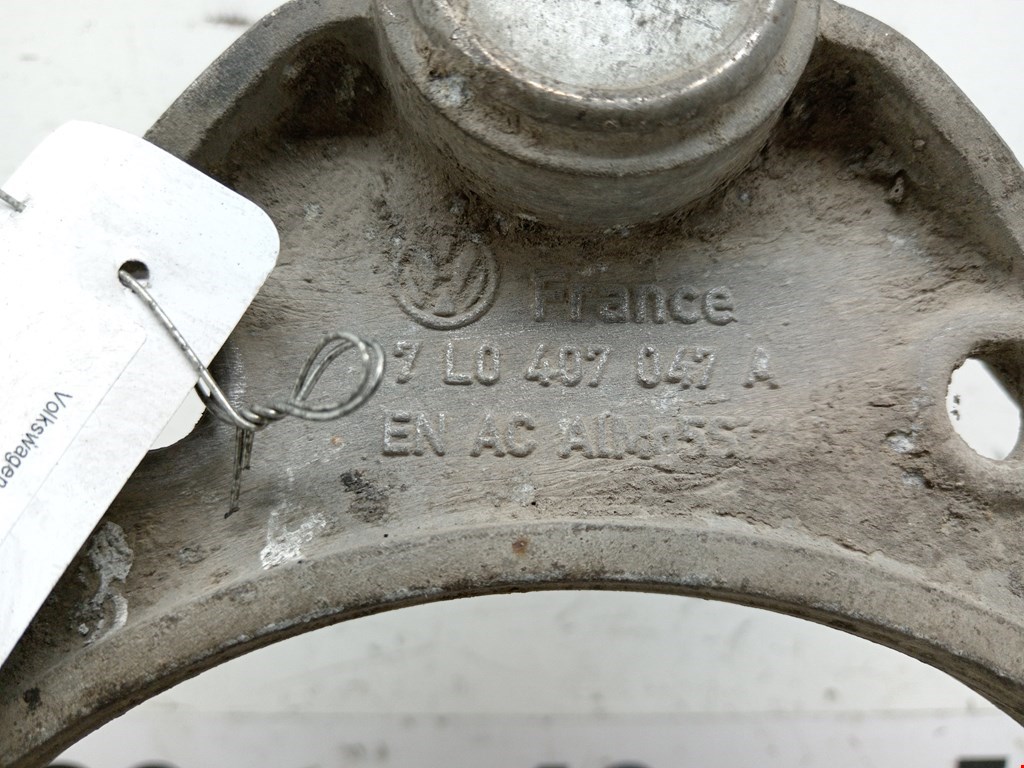 France
7 L0 407 047 A
EN AC
Volkswagen